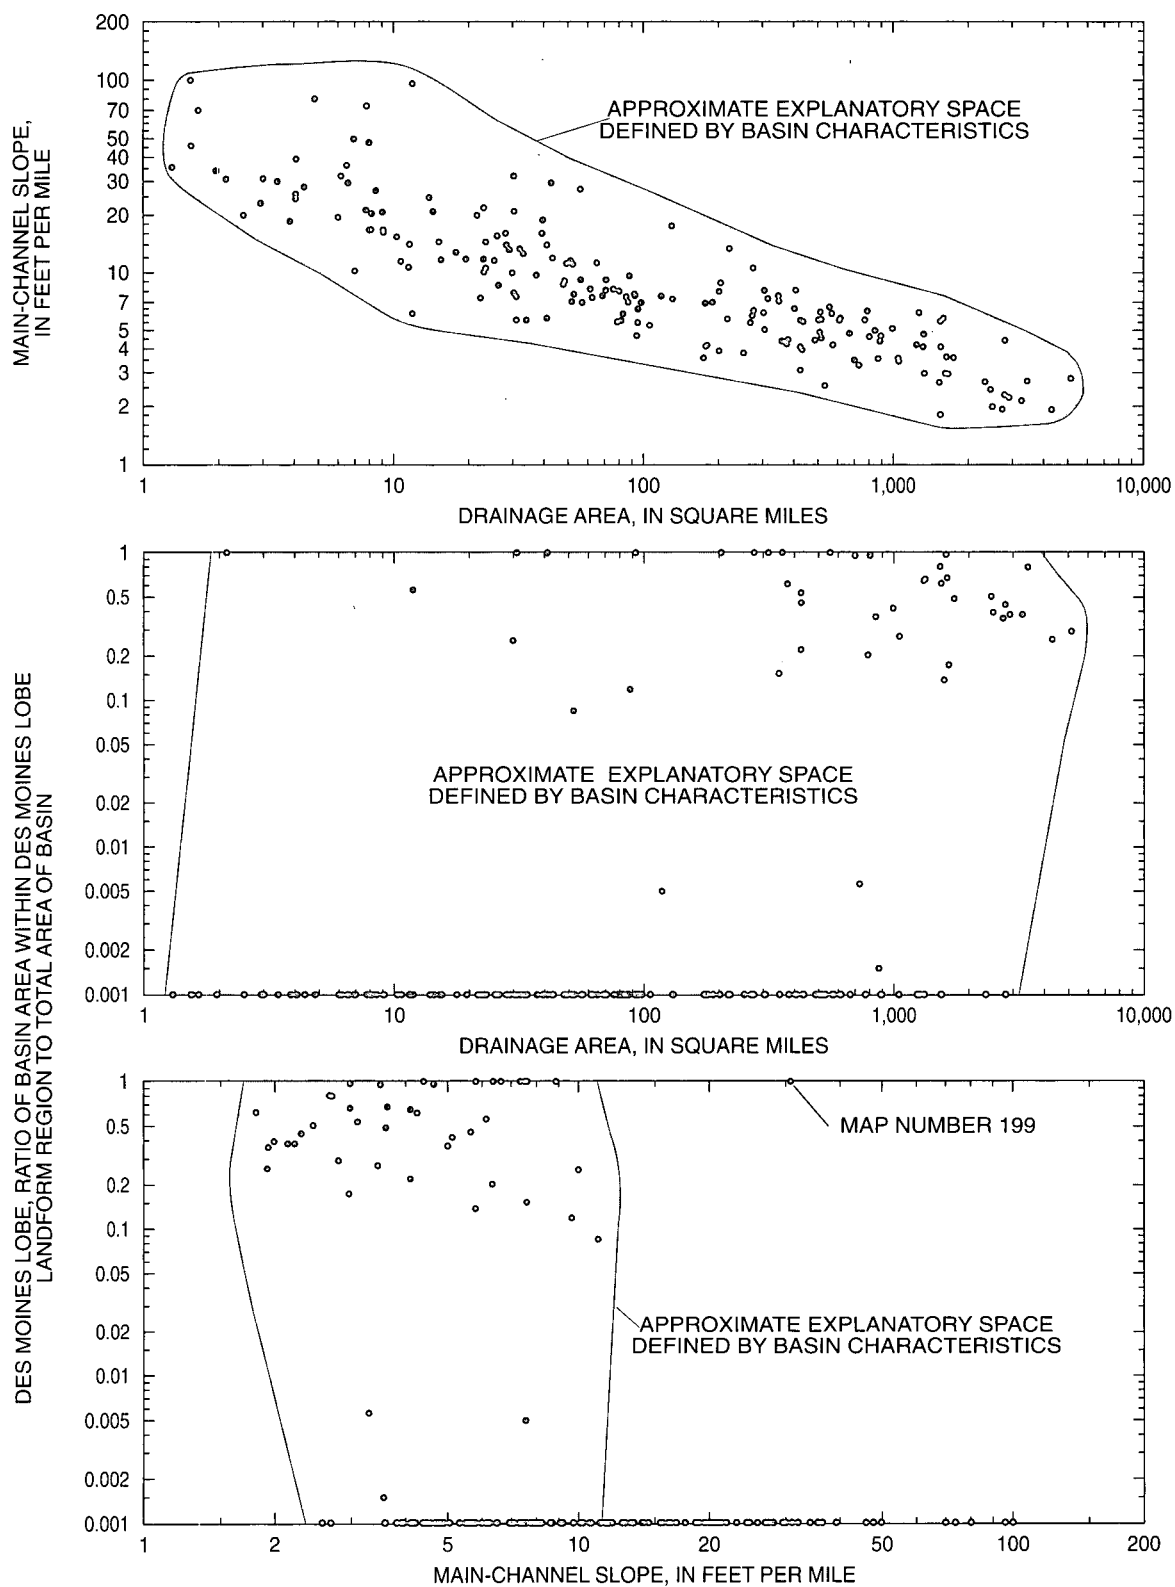 200
100
70
50
40
30
20
10
7
5
4
3
2
1
MAIN-CHANNEL SLOPE,
IN FEET PER MILE
APPROXIMATE EXPLANATORY SPACE
DEFINED BY BASIN CHARACTERISTICS
1 10 100 1,000 10,000
DRAINAGE AREA, IN SQUARE MILES
DES MOINES LOBE, RATIO OF BASIN AREA WITHIN DES MOINES LOBE
LANDFORM REGION TO TOTAL AREA OF BASIN
1
0.5
0.2
0.1
0.05
0.02
0.01
0.005
0.002
0.001
APPROXIMATE EXPLANATORY SPACE
DEFINED BY BASIN CHARACTERISTICS
1 10 100 1,000 10,000
DRAINAGE AREA, IN SQUARE MILES
1
0.5
0.2
0.1
0.05
0.02
0.01
0.005
0.002
0.001
MAP NUMBER 199
APPROXIMATE EXPLANATORY SPACE
DEFINED BY BASIN CHARACTERISTICS
1 2 5 10 20 50 100 200
MAIN-CHANNEL SLOPE, IN FEET PER MILE